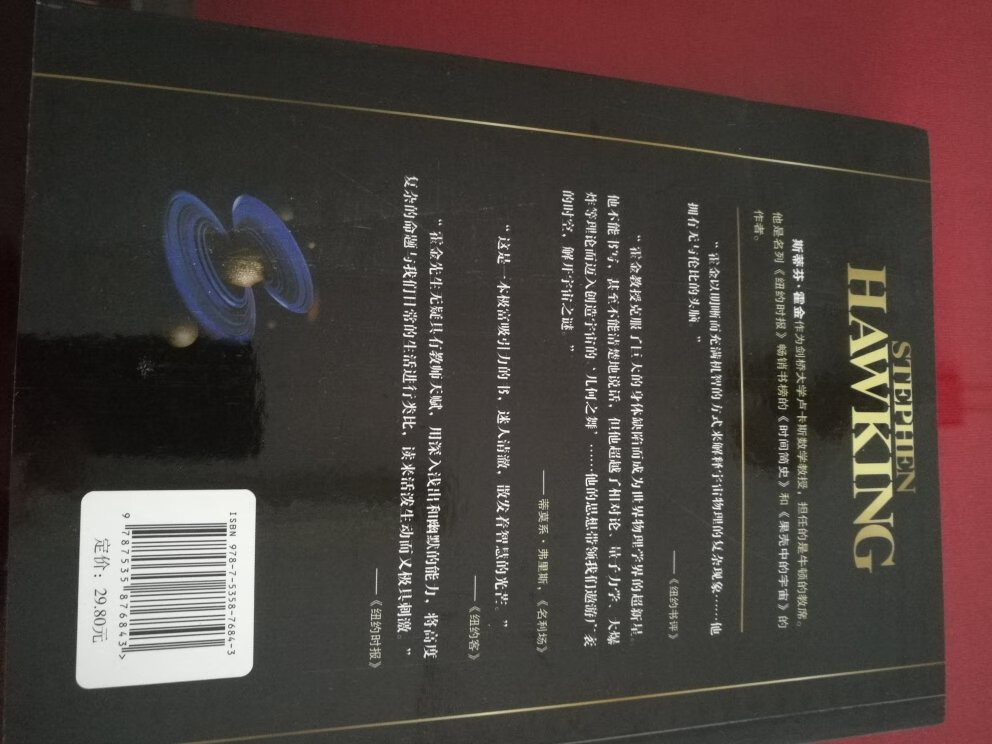 STEPHEN
HAWKING
斯蒂芬·霍金作为剑桥大学卢卡斯数学教授，担任的是牛顿的教席。
他是名列《纽约时报》畅销书榜的《时间简史》和《果壳中的宇宙》的
作者。
“霍金以明晰而充满机智的方式来解释宇宙物理的复杂现象……他
拥有无与伦比的头脑”
——《纽约书评》
“霍金教授克服了巨大的身体缺陷而成为世界物理学界的超新星
他不能书写，甚至不能清楚地说话，但他超越了相对论、量子力学、大爆
炸等理论而迈入创造宇宙的‘几何之舞’……他的思想带领我们遨游广袤
的时空，解开宇宙之谜”
——蒂莫系·弗里斯，《名利场》
“这是一本极富吸引力的书，迷人清澈，散发着智慧的光芒。”
——《纽约客》
“霍金先生无疑具有教师天赋，用深入浅出和幽默的能力，将高度
复杂的命题与我们日常的生活进行类比，读来活泼生动而又极具刺激。”
——《纽约时报》
ISBN 978-7-5358-7684-3
9 787535 876843 >
定价：29.80元